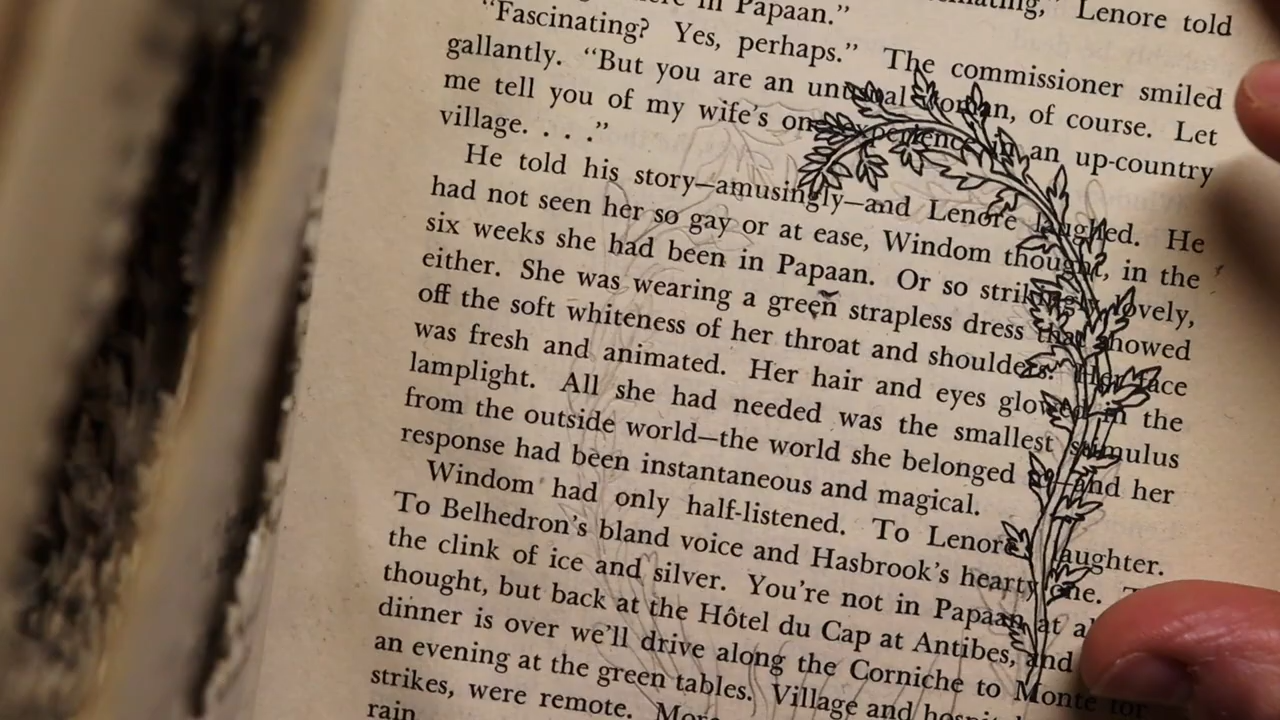 in Papaan." Lenore told
"Fascinating? Yes, perhaps." The commissioner smiled
gallantly. "But you are an unusual woman, of course. Let
me tell you of my wife's one experience in an up-country
village. . . ."
He told his story—amusingly—and Lenore laughed. He
had not seen her so gay or at ease, Windom thought, in the
six weeks she had been in Papaan. Or so strikingly lovely,
either. She was wearing a green strapless dress that showed
off the soft whiteness of her throat and shoulders. Her face
was fresh and animated. Her hair and eyes glowed in the
lamplight. All she had needed was the smallest stimulus
from the outside world—the world she belonged to—and her
response had been instantaneous and magical.
Windom had only half-listened. To Lenore's laughter.
To Belhedron's bland voice and Hasbrook's hearty one.
the clink of ice and silver. You're not in Papaan at
thought, but back at the Hôtel du Cap at Antibes, and
dinner is over we'll drive along the Corniche to Monte
an evening at the green tables. Village and
strikes, were remote.
rain